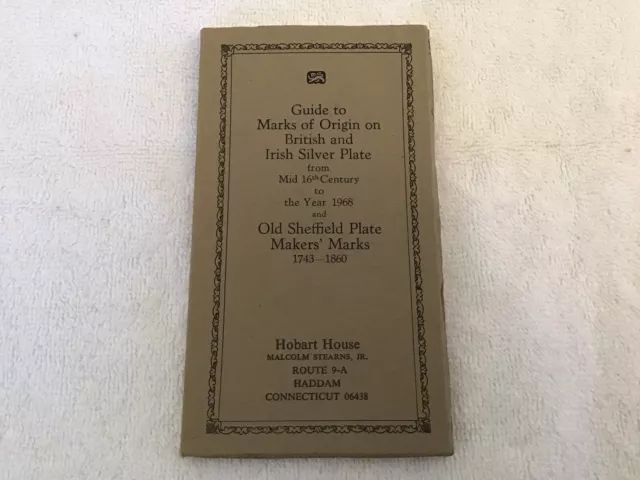 Guide to
Marks of Origin on
British and
Irish Silver Plate
from
Mid 16th Century
to
the Year 1968
and
Old Sheffield Plate
Makers' Marks
1743—1860
Hobart House
MALCOLM STEARNS, JR.
ROUTE 9-A
HADDAM
CONNECTICUT 06438